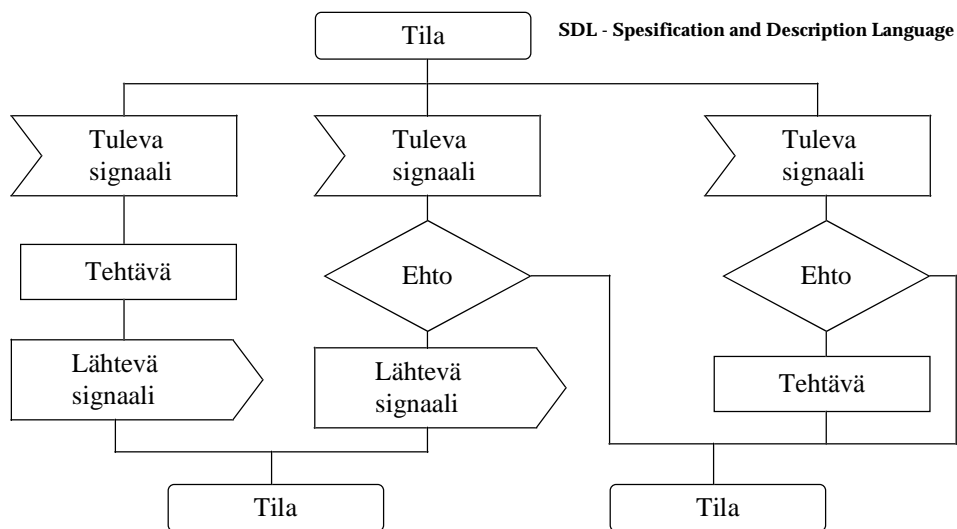 Tila
SDL - Spesification and Description Language
Tuleva
signaali
Tuleva
signaali
Tuleva
signaali
Tehtävä
Ehto
Ehto
Lähtevä
signaali
Lähtevä
signaali
Tehtävä
Tila
Tila